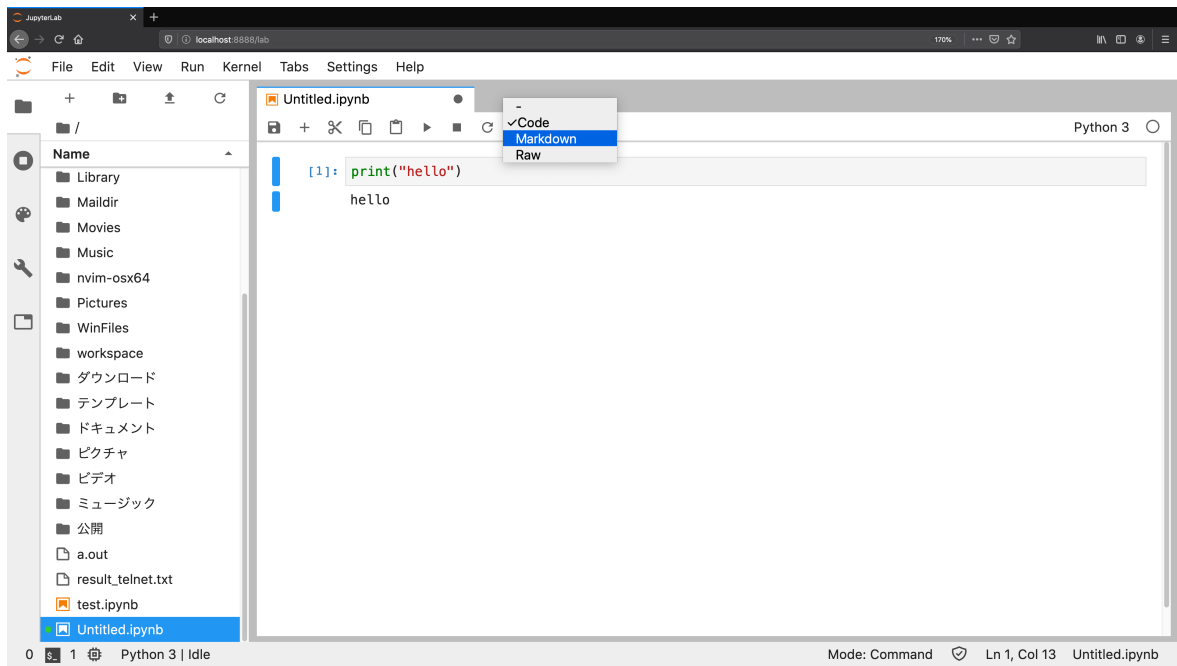 JupyterLab
localhost:8888/lab
170%
File Edit View Run Kernel Tabs Settings Help
Untitled.ipynb
/
-
✓Code
Markdown
Raw
Python 3
Name
Library
Maildir
Movies
Music
nvim-osx64
Pictures
WinFiles
workspace
ダウンロード
テンプレート
ドキュメント
ピクチャ
ビデオ
ミュージック
公開
a.out
result_telnet.txt
test.ipynb
Untitled.ipynb
[1]: print("hello")
hello
0 $_ 1 Python 3 | Idle
Mode: Command Ln 1, Col 13 Untitled.ipynb